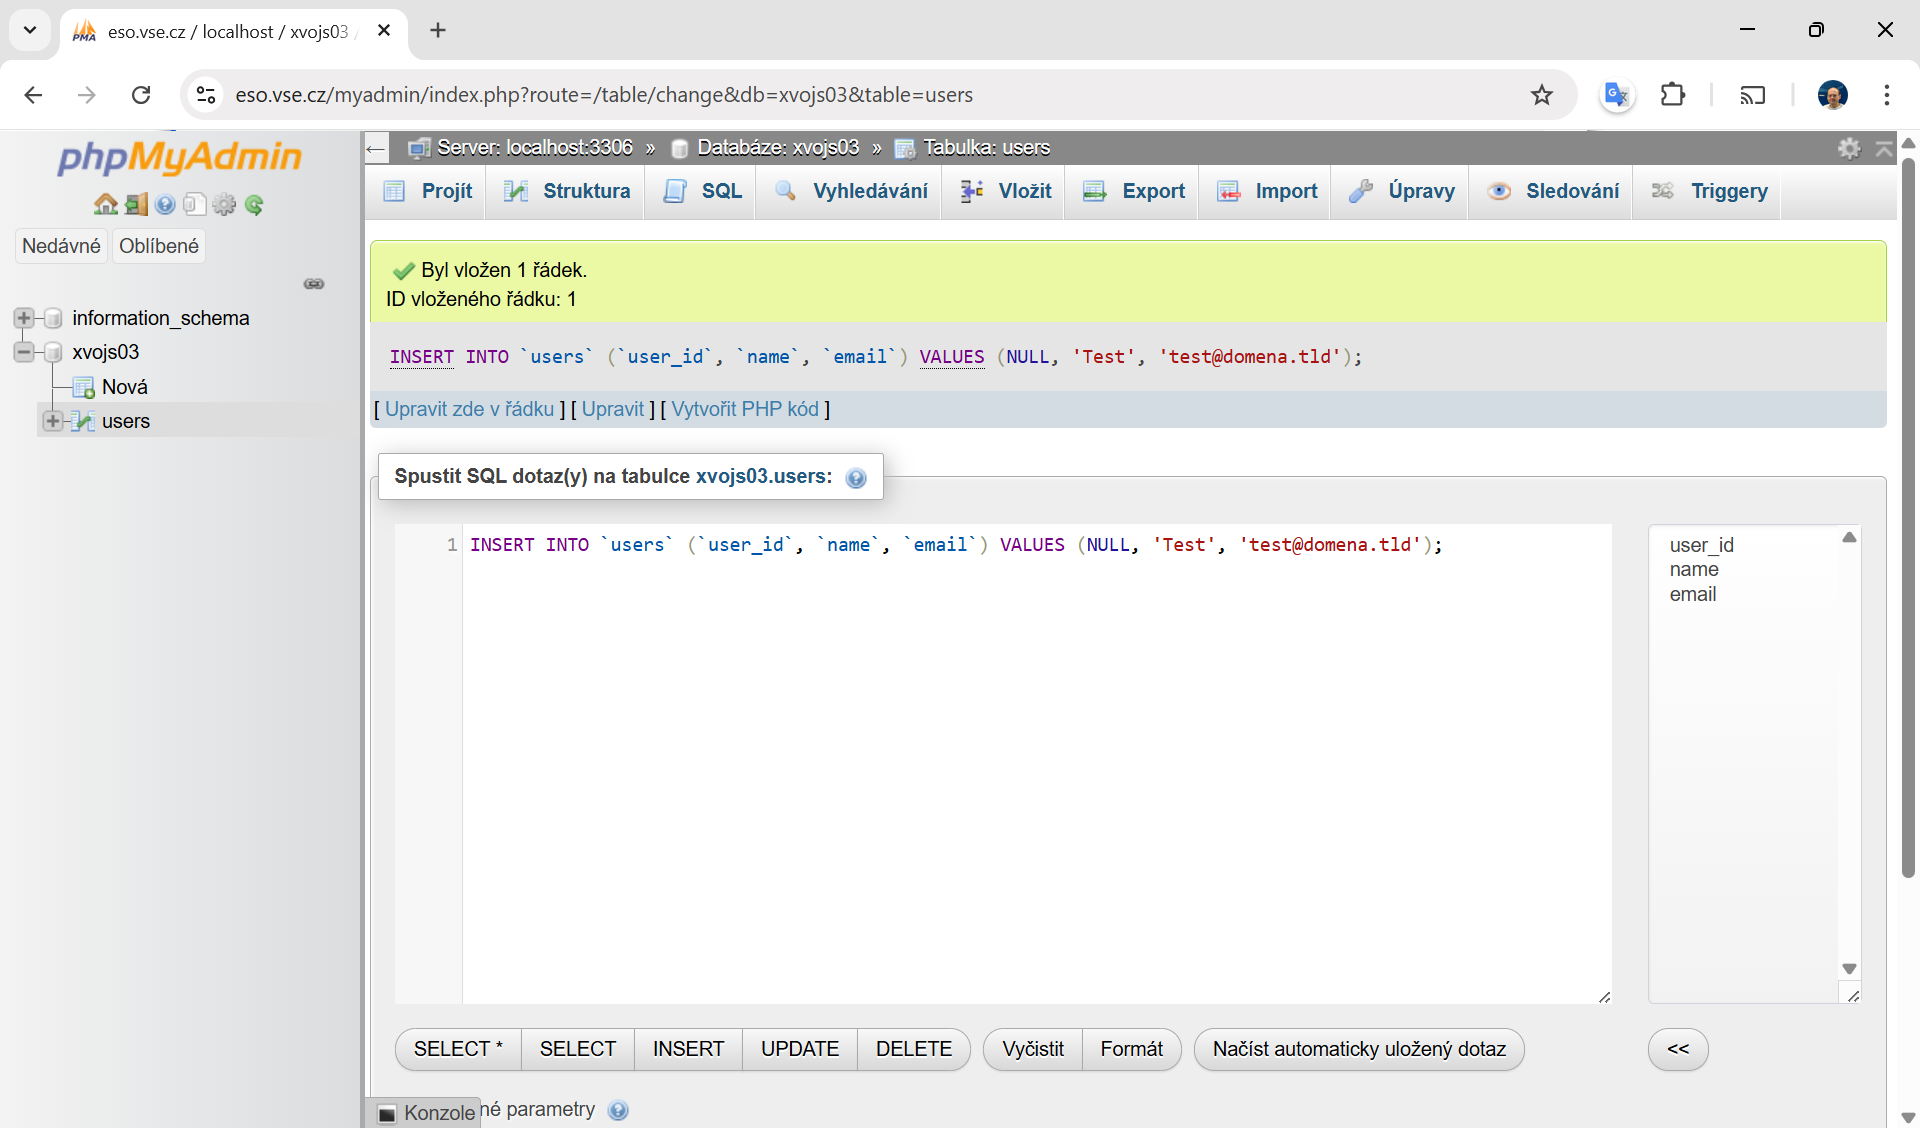 eso.vse.cz / localhost / xvojs03 /
eso.vse.cz/myadmin/index.php?route=/table/change&db=xvojs03&table=users
phpMyAdmin
Nedávné
Oblíbené
information_schema
xvojs03
Nová
users
Server: localhost:3306 » Databáze: xvojs03 » Tabulka: users
Projít
Struktura
SQL
Vyhledávání
Vložit
Export
Import
Úpravy
Sledování
Triggery
Byl vložen 1 řádek.
ID vloženého řádku: 1
INSERT INTO `users` (`user_id`, `name`, `email`) VALUES (NULL, 'Test', 'test@domena.tld');
[ Upravit zde v řádku ] [ Upravit ] [ Vytvořit PHP kód ]
Spustit SQL dotaz(y) na tabulce xvojs03.users:
1 INSERT INTO `users` (`user_id`, `name`, `email`) VALUES (NULL, 'Test', 'test@domena.tld');
user_id
name
email
SELECT *
SELECT
INSERT
UPDATE
DELETE
Vyčistit
Formát
Načíst automaticky uložený dotaz
<<
Konzole
né parametry